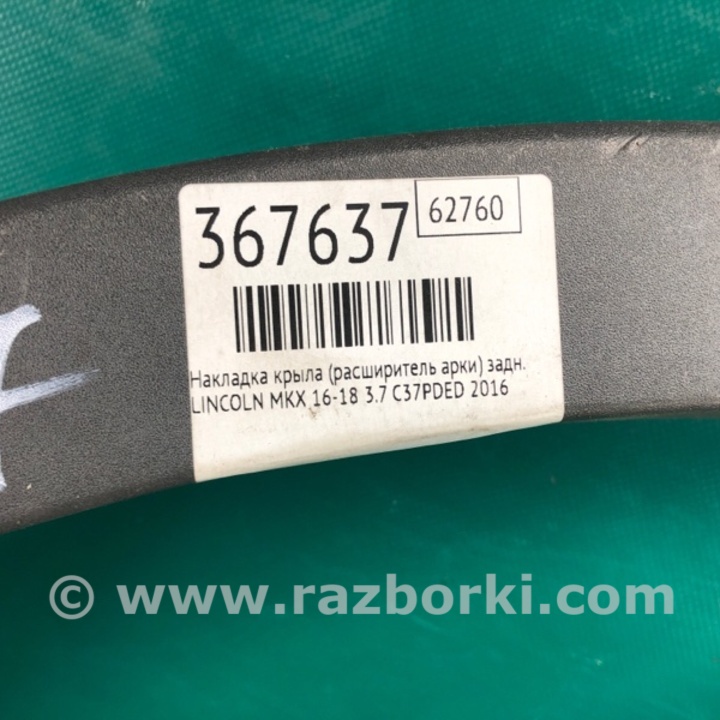 367637
62760
Накладка крыла (расширитель арки) задн.
LINCOLN MKX 16-18 3.7 C37PDED 2016
© www.razborki.com